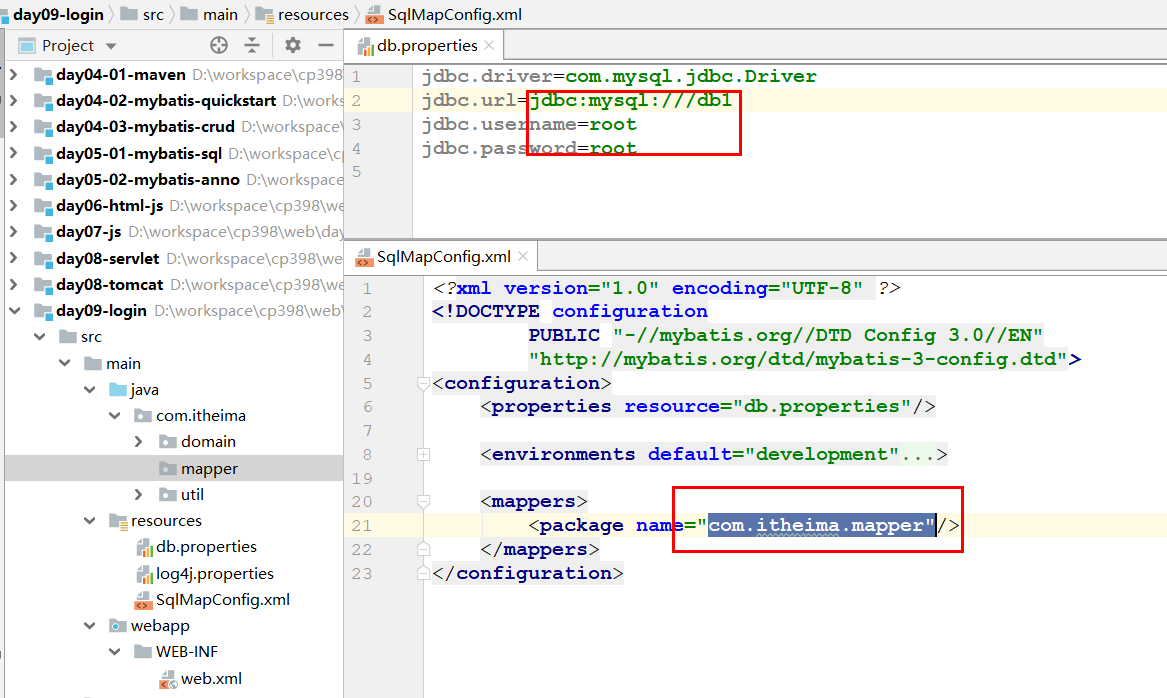 day09-login src main resources SqlMapConfig.xml
Project
day04-01-maven D:\workspace\cp398
day04-02-mybatis-quickstart D:\works
day04-03-mybatis-crud D:\workspace\
day05-01-mybatis-sql D:\workspace\cp
day05-02-mybatis-anno D:\workspace
day06-html-js D:\workspace\cp398\we
day07-js D:\workspace\cp398\web\day
day08-servlet D:\workspace\cp398\we
day08-tomcat D:\workspace\cp398\we
day09-login D:\workspace\cp398\web\
src
main
java
com.itheima
domain
mapper
util
resources
db.properties
log4j.properties
SqlMapConfig.xml
webapp
WEB-INF
web.xml
db.properties
1 jdbc.driver=com.mysql.jdbc.Driver
2 jdbc.url=jdbc:mysql:///db1
3 jdbc.username=root
4 jdbc.password=root
5
SqlMapConfig.xml
1 <?xml version="1.0" encoding="UTF-8" ?>
2 <!DOCTYPE configuration
3 PUBLIC "-//mybatis.org//DTD Config 3.0//EN"
4 "http://mybatis.org/dtd/mybatis-3-config.dtd">
5 <configuration>
6 <properties resource="db.properties"/>
7
8 <environments default="development"...>
19
20 <mappers>
21 <package name="com.itheima.mapper"/>
22 </mappers>
23 </configuration>